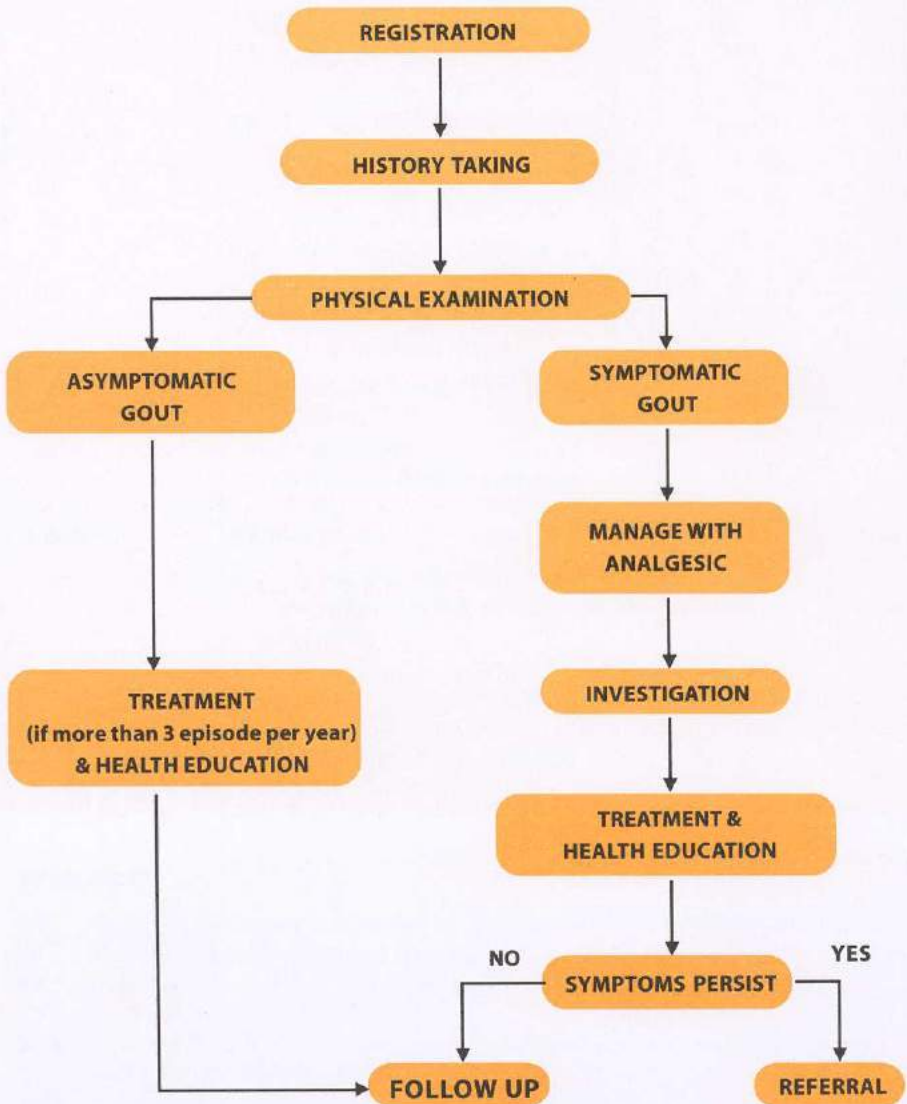 REGISTRATION
HISTORY TAKING
PHYSICAL EXAMINATION
ASYMPTOMATIC
GOUT
SYMPTOMATIC
GOUT
MANAGE WITH
ANALGESIC
TREATMENT
(if more than 3 episode per year)
& HEALTH EDUCATION
INVESTIGATION
TREATMENT &
HEALTH EDUCATION
NO
YES
SYMPTOMS PERSIST
FOLLOW UP
REFERRAL